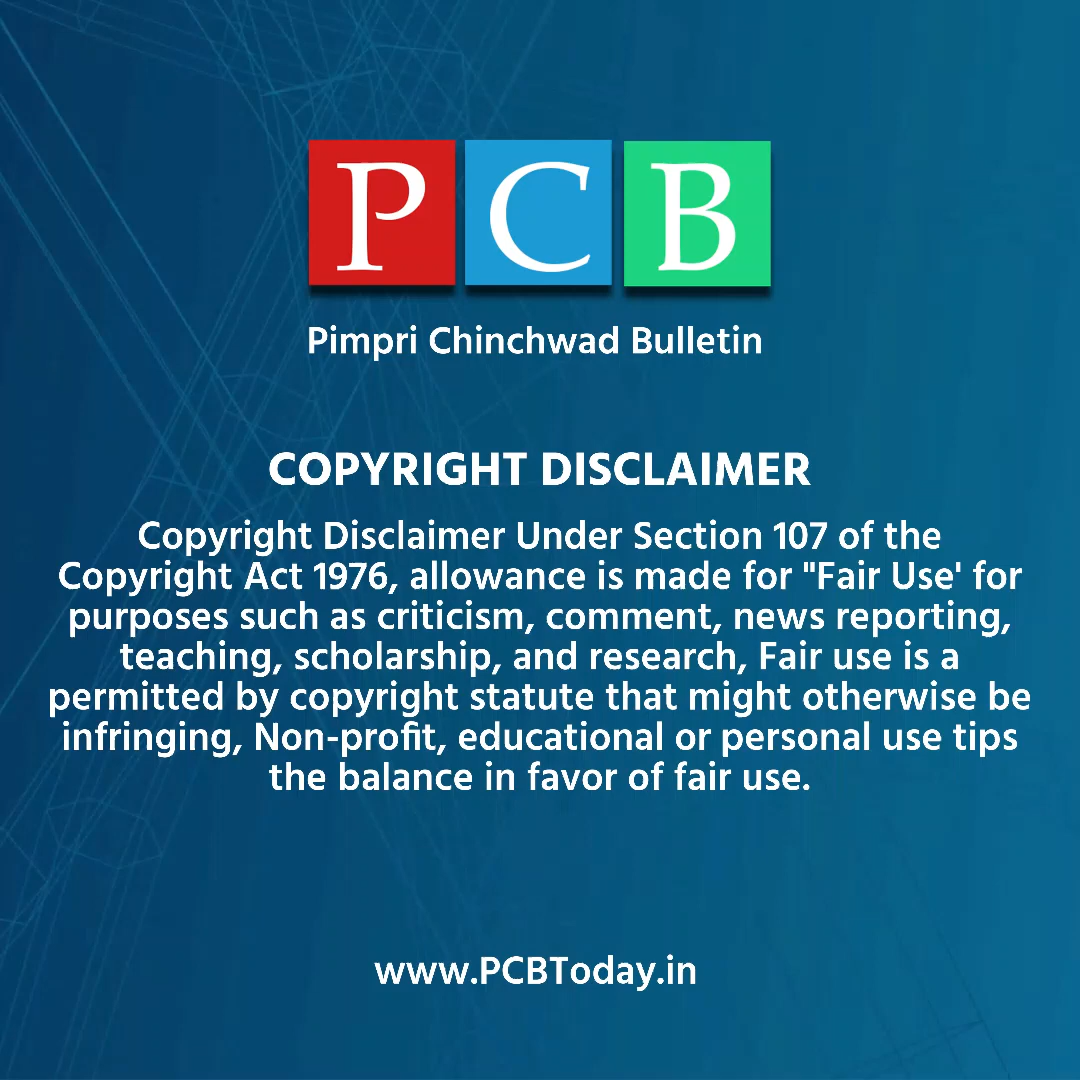 P C B
Pimpri Chinchwad Bulletin
COPYRIGHT DISCLAIMER
Copyright Disclaimer Under Section 107 of the
Copyright Act 1976, allowance is made for "Fair Use' for
purposes such as criticism, comment, news reporting,
teaching, scholarship, and research, Fair use is a
permitted by copyright statute that might otherwise be
infringing, Non-profit, educational or personal use tips
the balance in favor of fair use.
www.PCBToday.in